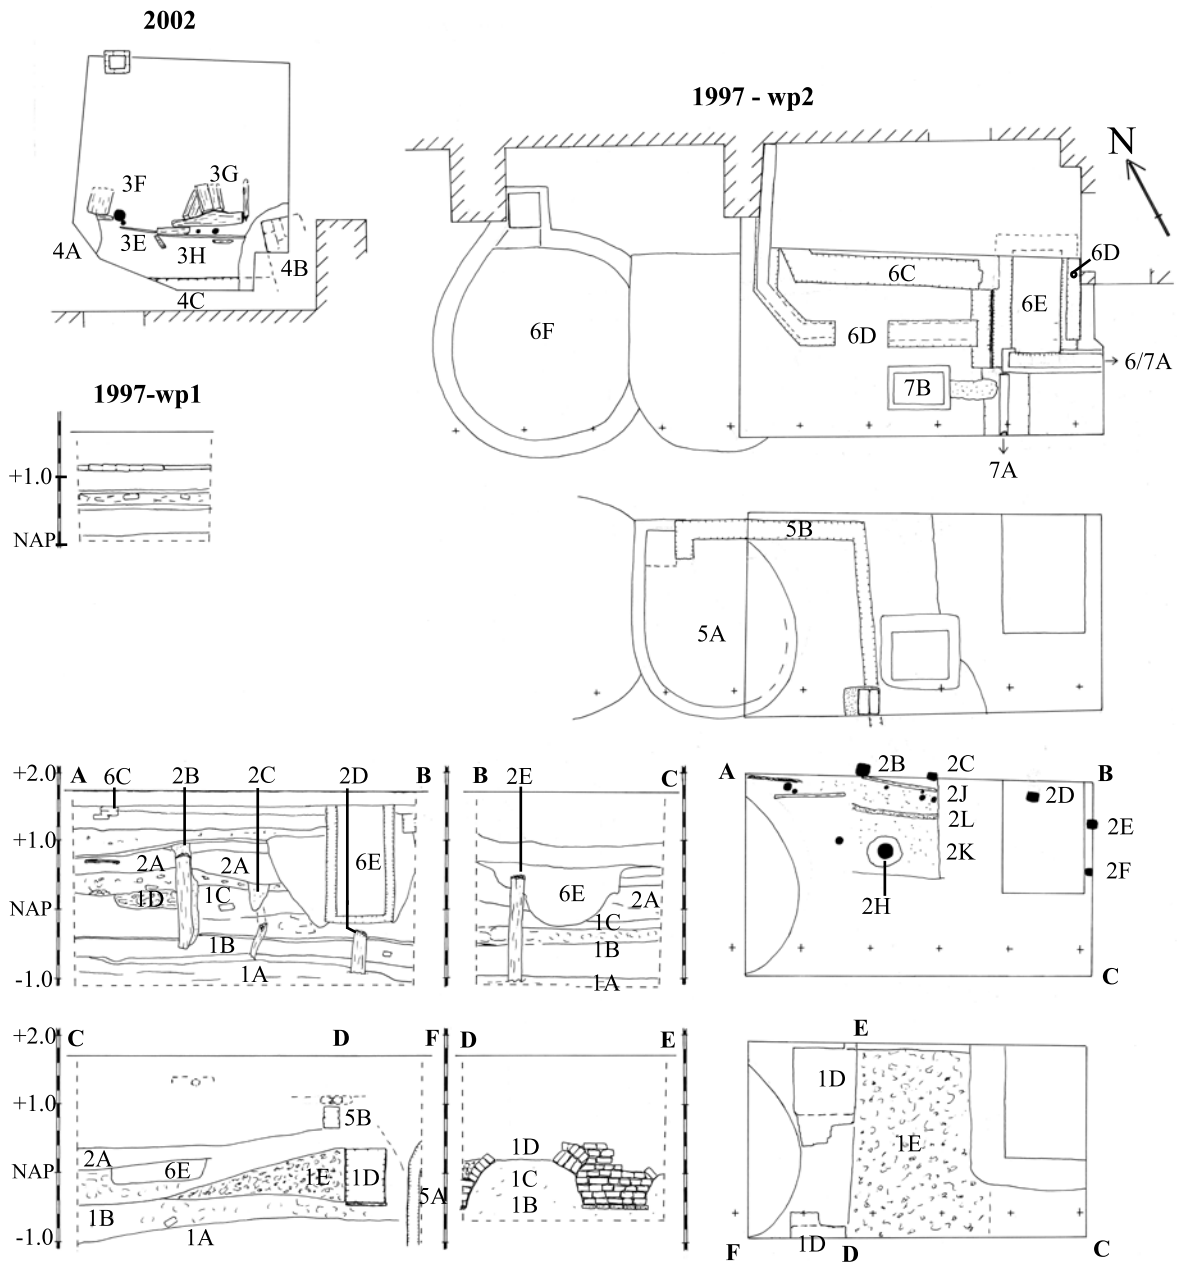 2002
3F
3G
3E
3H
4A
4B
4C
1997-wp1
+1.0
NAP
1997 - wp2
N
6C
6D
6E
6F
6D
6/7A
7B
7A
5B
5A
+2.0
A
6C
2B
2C
2D
B
B
2E
C
+1.0
2A
2A
6E
1D
1C
NAP
1B
1A
-1.0
6E
2A
1C
1B
1A
A
2B
2C
B
2J
2D
2L
2E
2K
2F
2H
C
+2.0
C
D
F
D
E
+1.0
5B
2A
NAP
6E
1E
1D
5A
1B
1A
-1.0
1D
1C
1B
E
1D
1E
1D
F
D
C